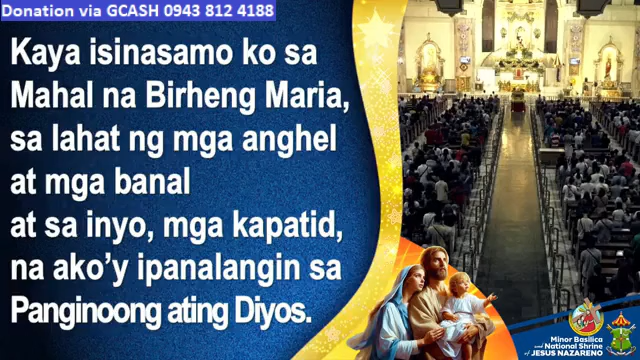 Donation via GCASH 0943 812 4188
Kaya isinasamo ko sa
Mahal na Birheng Maria,
sa lahat ng mga anghel
at mga banal
at sa inyo, mga kapatid,
na ako'y ipanalangin sa
Panginoong ating Diyos.
Minor Basilica
and National Shrine
of JESUS NAZARENO